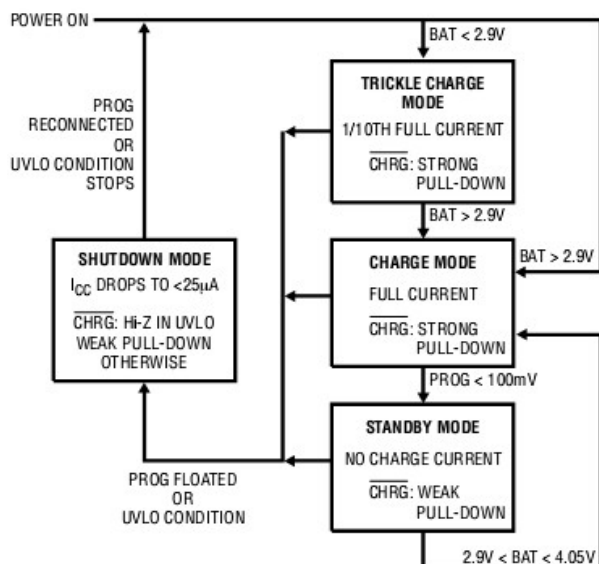 POWER ON
BAT < 2.9V
TRICKLE CHARGE
MODE
1/10TH FULL CURRENT
CHRG: STRONG
PULL-DOWN
PROG
RECONNECTED
OR
UVLO CONDITION
STOPS
BAT > 2.9V
SHUTDOWN MODE
ICC DROPS TO <25µA
CHRG: Hi-Z IN UVLO
WEAK PULL-DOWN
OTHERWISE
CHARGE MODE
FULL CURRENT
CHRG: STRONG
PULL-DOWN
BAT > 2.9V
PROG < 100mV
STANDBY MODE
NO CHARGE CURRENT
CHRG: WEAK
PULL-DOWN
PROG FLOATED
OR
UVLO CONDITION
2.9V < BAT < 4.05V